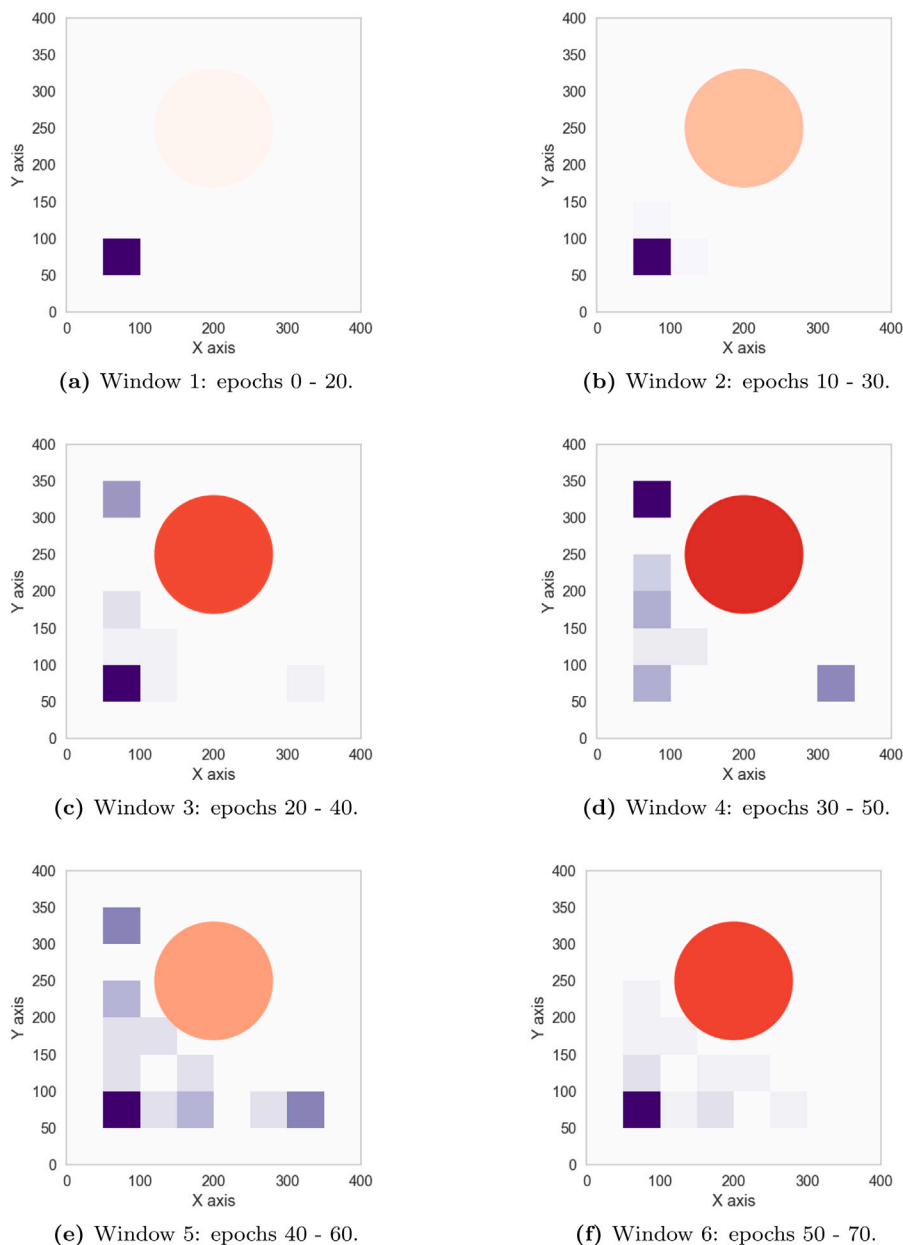 400
350
300
250
200
150
100
50
0
Y axis
0 100 200 300 400
X axis
(a) Window 1: epochs 0 - 20.
400
350
300
250
200
150
100
50
0
Y axis
0 100 200 300 400
X axis
(b) Window 2: epochs 10 - 30.
400
350
300
250
200
150
100
50
0
Y axis
0 100 200 300 400
X axis
(c) Window 3: epochs 20 - 40.
400
350
300
250
200
150
100
50
0
Y axis
0 100 200 300 400
X axis
(d) Window 4: epochs 30 - 50.
400
350
300
250
200
150
100
50
0
Y axis
0 100 200 300 400
X axis
(e) Window 5: epochs 40 - 60.
400
350
300
250
200
150
100
50
0
Y axis
0 100 200 300 400
X axis
(f) Window 6: epochs 50 - 70.